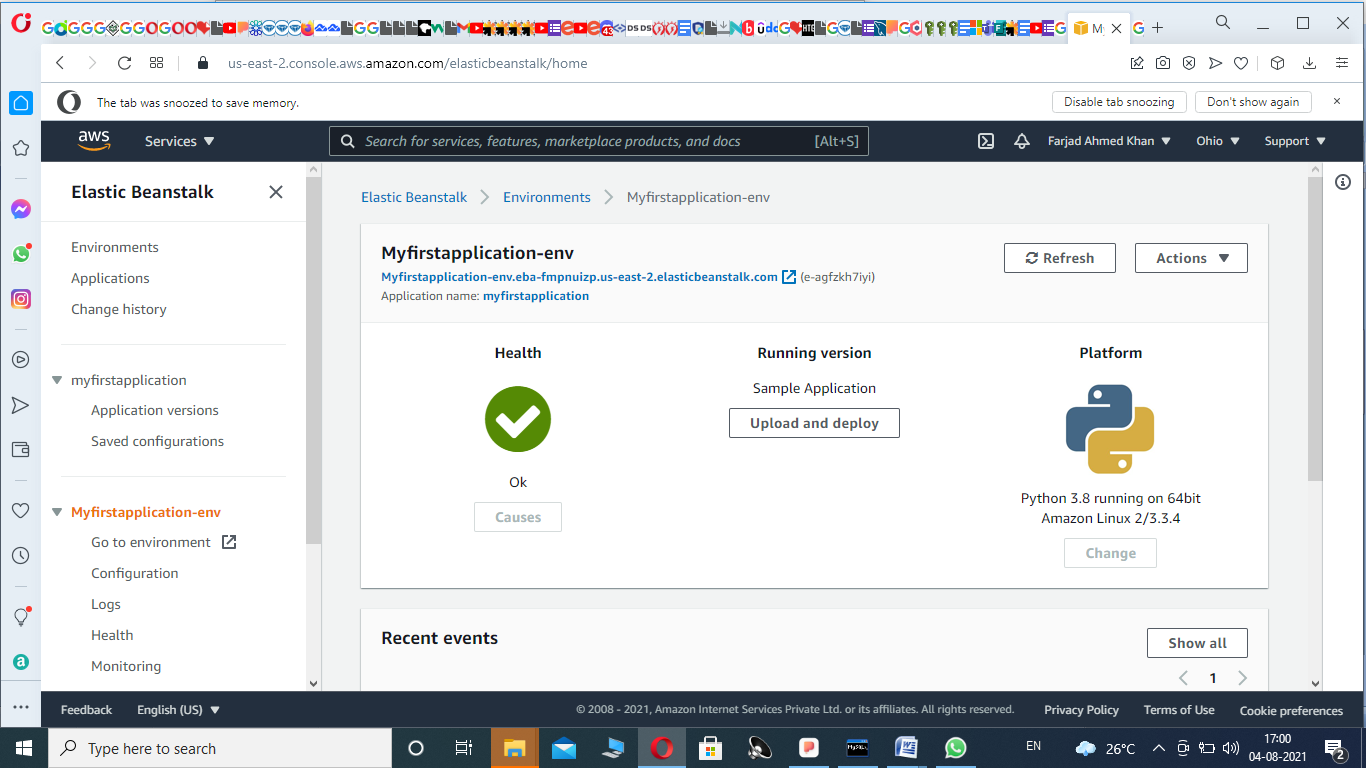 us-east-2.console.aws.amazon.com/elasticbeanstalk/home
The tab was snoozed to save memory.
Disable tab snoozing
Don't show again
aws
Services
Search for services, features, marketplace products, and docs
[Alt+S]
Farjad Ahmed Khan
Ohio
Support
Elastic Beanstalk
Environments
Applications
Change history
myfirstapplication
Application versions
Saved configurations
Myfirstapplication-env
Go to environment
Configuration
Logs
Health
Monitoring
Elastic Beanstalk
Environments
Myfirstapplication-env
Myfirstapplication-env
Myfirstapplication-env.eba-fmpnuizp.us-east-2.elasticbeanstalk.com (e-agfzkh7iyi)
Application name: myfirstapplication
Refresh
Actions
Health
Ok
Causes
Running version
Sample Application
Upload and deploy
Platform
Python 3.8 running on 64bit
Amazon Linux 2/3.3.4
Change
Recent events
Show all
1
Feedback
English (US)
© 2008 - 2021, Amazon Internet Services Private Ltd. or its affiliates. All rights reserved.
Privacy Policy
Terms of Use
Cookie preferences
Type here to search
EN
26°C
17:00
04-08-2021
2